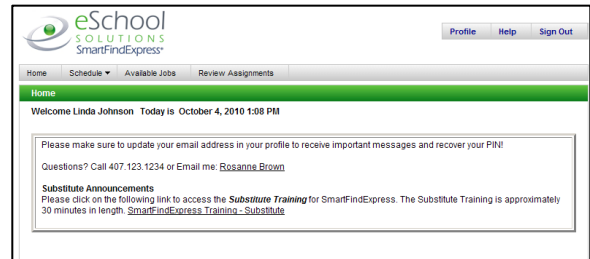 eSchool
SOLUTIONS
SmartFindExpress
Profile Help Sign Out
Home Schedule Available Jobs Review Assignments
Home
Welcome Linda Johnson Today is October 4, 2010 1:08 PM
Please make sure to update your email address in your profile to receive important messages and recover your PIN!
Questions? Call 407.123.1234 or Email me: Rosanne Brown
Substitute Announcements
Please click on the following link to access the Substitute Training for SmartFindExpress. The Substitute Training is approximately
30 minutes in length. SmartFindExpress Training - Substitute